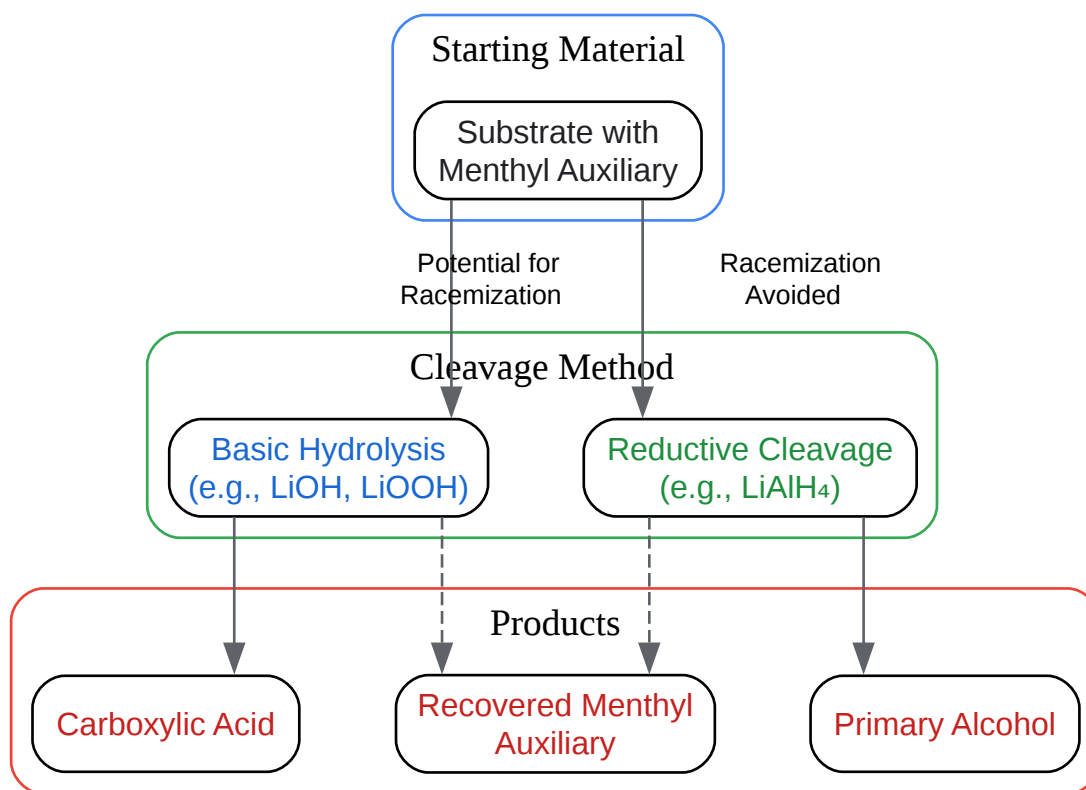 Starting Material
Substrate with
Menthyl Auxiliary
Potential for
Racemization
Racemization
Avoided
Cleavage Method
Basic Hydrolysis
(e.g., LiOH, LiOOH)
Reductive Cleavage
(e.g., LiAlH₄)
Products
Carboxylic Acid
Recovered Menthyl
Auxiliary
Primary Alcohol